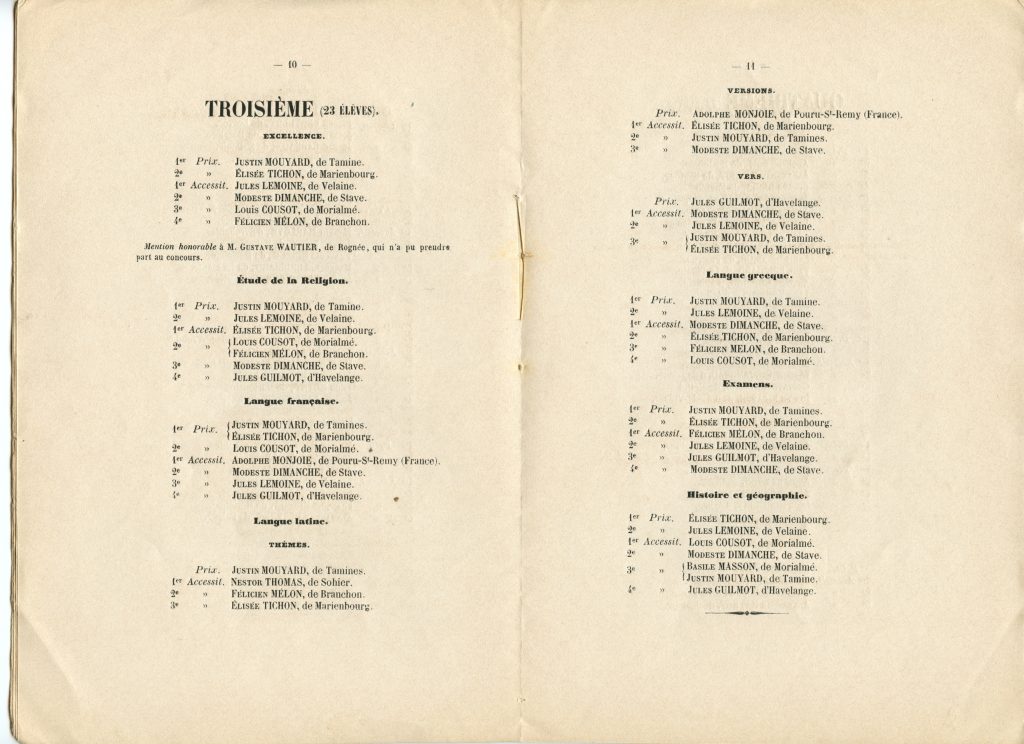 — 10 —
TROISIÈME (23 ÉLÈVES).
EXCELLENCE.
1er Prix. JUSTIN MOUYARD, de Tamine.
2e » ÉLISÉE TICHON, de Marienbourg.
1er Accessit. JULES LEMOINE, de Velaine.
2e » MODESTE DIMANCHE, de Stave.
3e » LOUIS COUSOT, de Morialmé.
4e » FÉLICIEN MÉLON, de Branchon.
Mention honorable à M. GUSTAVE WAUTIER, de Rognée, qui n'a pu prendre
part au concours.
Étude de la Religion.
1er Prix. JUSTIN MOUYARD, de Tamine.
2e » JULES LEMOINE, de Velaine.
1er Accessit. ÉLISÉE TICHON, de Marienbourg.
2e » { LOUIS COUSOT, de Morialmé.
FÉLICIEN MÉLON, de Branchon.
3e » MODESTE DIMANCHE, de Stave.
4e » JULES GUILMOT, d'Havelange.
Langue française.
1er Prix. { JUSTIN MOUYARD, de Tamines.
ÉLISÉE TICHON, de Marienbourg.
2e » LOUIS COUSOT, de Morialmé.
1er Accessit. ADOLPHE MONJOIE, de Pouru-St-Remy (France).
2e » MODESTE DIMANCHE, de Stave.
3e » JULES LEMOINE, de Velaine.
4e » JULES GUILMOT, d'Havelange.
Langue latine.
THÈMES.
Prix. JUSTIN MOUYARD, de Tamines.
1er Accessit. NESTOR THOMAS, de Sohier.
2e » FÉLICIEN MÉLON, de Branchon.
3e » ÉLISÉE TICHON, de Marienbourg.
— 11 —
VERSIONS.
Prix. ADOLPHE MONJOIE, de Pouru-St-Remy (France).
1er Accessit. ÉLISÉE TICHON, de Marienbourg.
2e » JUSTIN MOUYARD, de Tamines.
3e » MODESTE DIMANCHE, de Stave.
VERS.
Prix. JULES GUILMOT, d'Havelange.
1er Accessit. MODESTE DIMANCHE, de Stave.
2e » JULES LEMOINE, de Velaine.
3e » { JUSTIN MOUYARD, de Tamines.
ÉLISÉE TICHON, de Marienbourg.
Langue grecque.
1er Prix. JUSTIN MOUYARD, de Tamine.
2e » JULES LEMOINE, de Velaine.
1er Accessit. MODESTE DIMANCHE, de Stave.
2e » ÉLISÉE TICHON, de Marienbourg.
3e » FÉLICIEN MELON, de Branchon.
4e » LOUIS COUSOT, de Morialmé.
Examens.
1er Prix. JUSTIN MOUYARD, de Tamines.
2e » ÉLISÉE TICHON, de Marienbourg.
1er Accessit. FÉLICIEN MÉLON, de Branchon.
2e » JULES LEMOINE, de Velaine.
3e » JULES GUILMOT, d'Havelange.
4e » MODESTE DIMANCHE, de Stave.
Histoire et géographie.
1er Prix. ÉLISÉE TICHON, de Marienbourg.
2e » JULES LEMOINE, de Velaine.
1er Accessit. LOUIS COUSOT, de Morialmé.
2e » MODESTE DIMANCHE, de Stave.
3e » { BASILE MASSON, de Morialmé.
JUSTIN MOUYARD, de Tamine.
4e » JULES GUILMOT, d'Havelange.